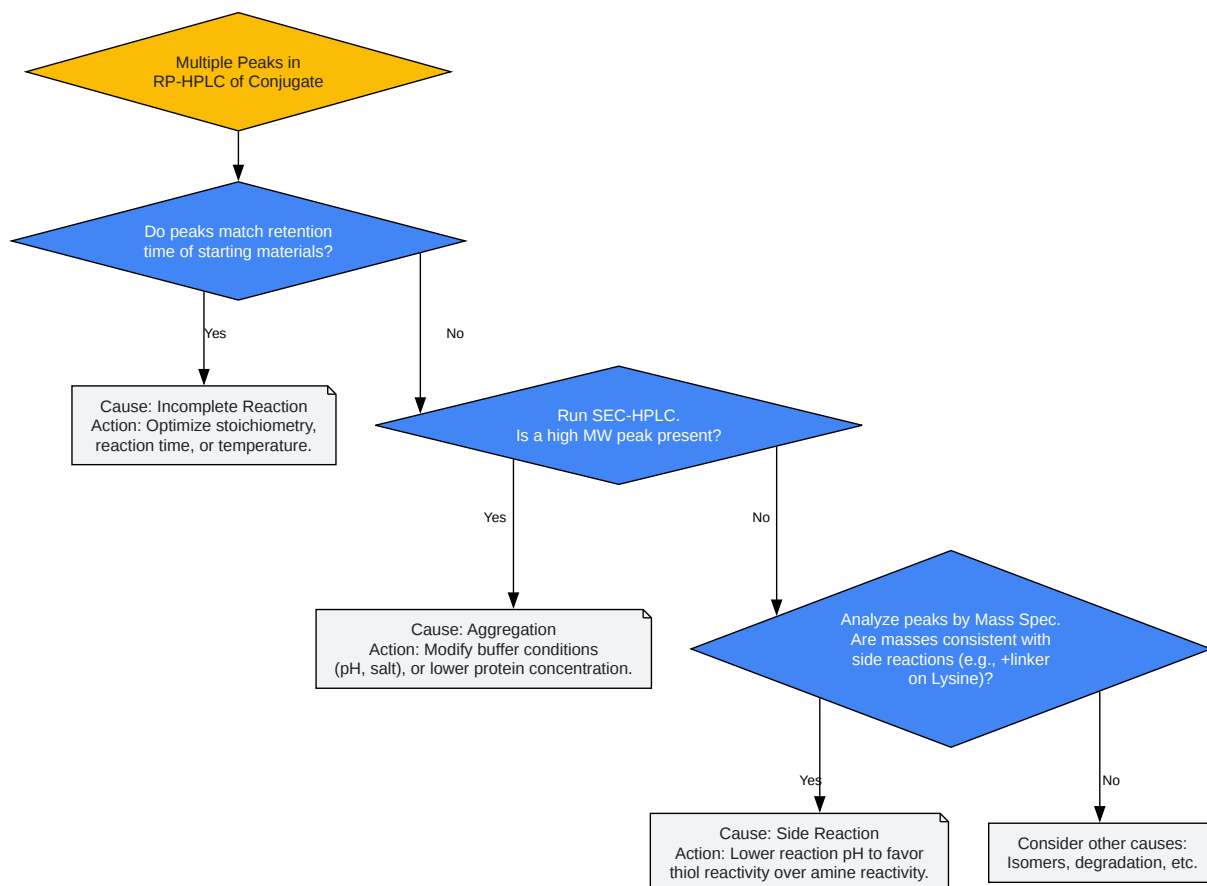 Multiple Peaks in
RP-HPLC of Conjugate
Do peaks match retention
time of starting materials?
Yes
No
Cause: Incomplete Reaction
Action: Optimize stoichiometry,
reaction time, or temperature.
Run SEC-HPLC.
Is a high MW peak present?
Yes
No
Cause: Aggregation
Action: Modify buffer conditions
(pH, salt), or lower protein concentration.
Analyze peaks by Mass Spec.
Are masses consistent with
side reactions (e.g., +linker
on Lysine)?
Yes
No
Cause: Side Reaction
Action: Lower reaction pH to favor
thiol reactivity over amine reactivity.
Consider other causes:
Isomers, degradation, etc.